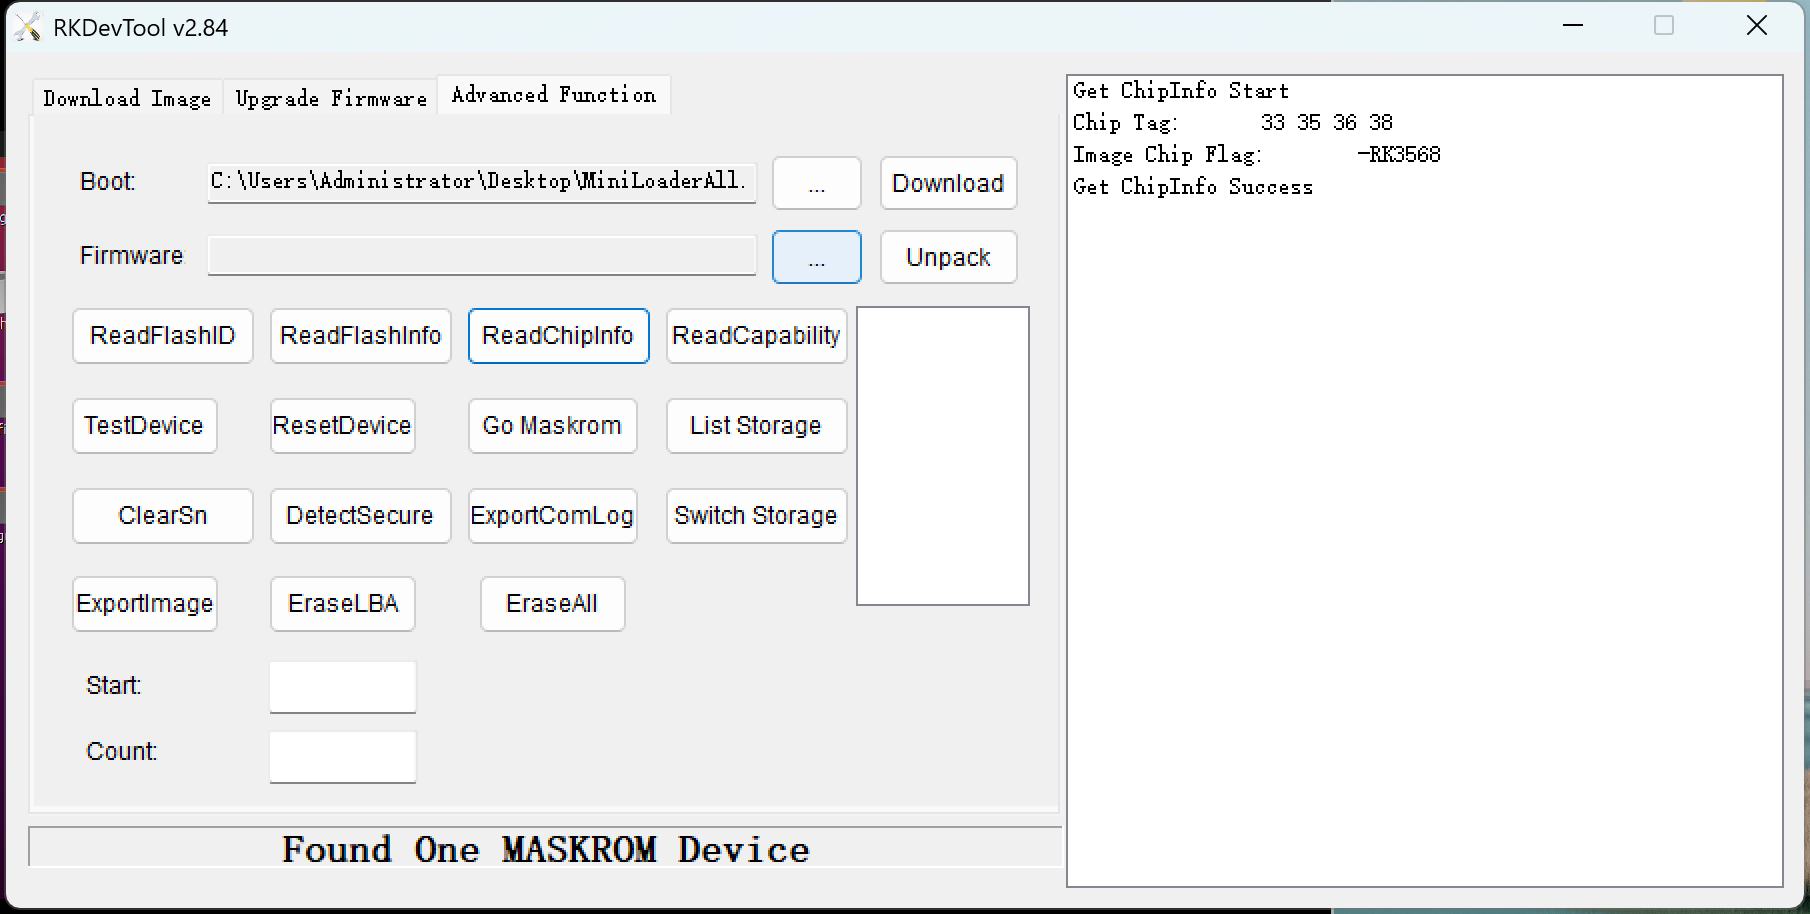 RKDevTool v2.84
Download Image
Upgrade Firmware
Advanced Function
Boot:
C:\Users\Administrator\Desktop\MiniLoaderAll.
...
Download
Firmware:
...
Unpack
ReadFlashID
ReadFlashInfo
ReadChipInfo
ReadCapability
TestDevice
ResetDevice
Go Maskrom
List Storage
ClearSn
DetectSecure
ExportComLog
Switch Storage
ExportImage
EraseLBA
EraseAll
Start:
Count:
Found One MASKROM Device
Get ChipInfo Start
Chip Tag: 33 35 36 38
Image Chip Flag: -RK3568
Get ChipInfo Success